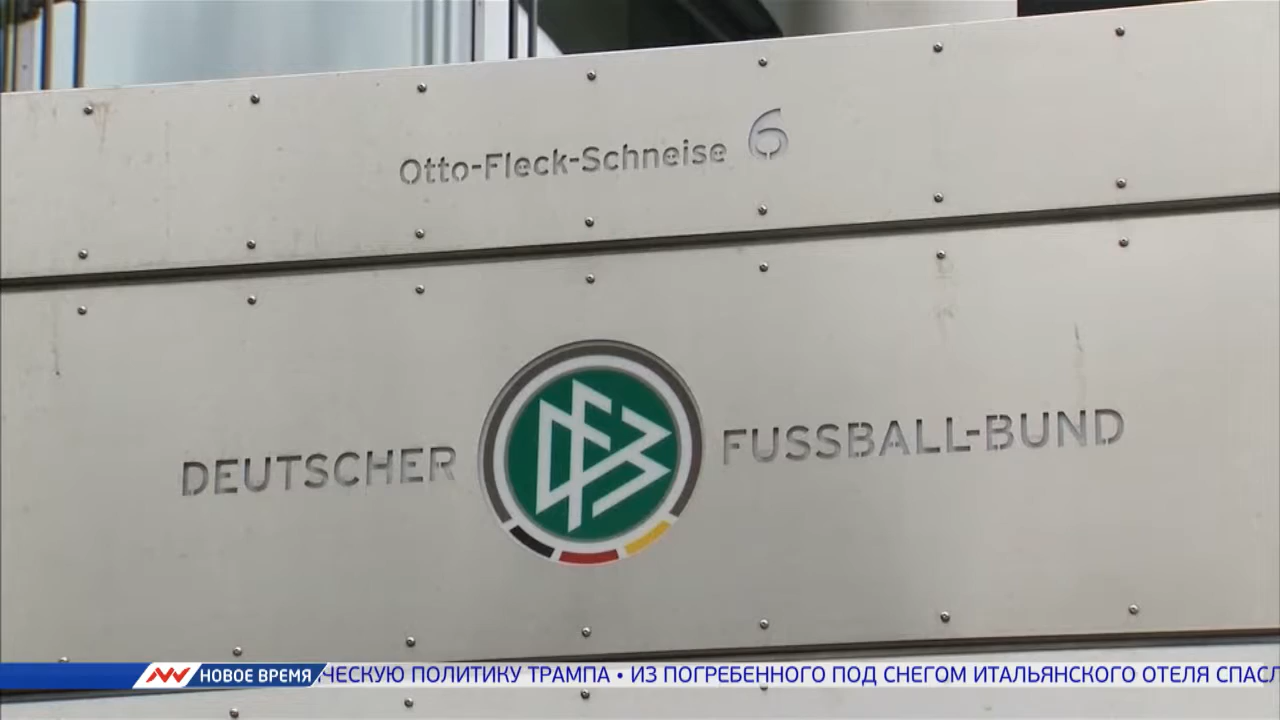 Otto-Fleck-Schneise 6
DEUTSCHER DFB FUSSBALL-BUND
НОВОЕ ВРЕМЯ ЧЕСКУЮ ПОЛИТИКУ ТРАМПА • ИЗ ПОГРЕБЕННОГО ПОД СНЕГОМ ИТАЛЬЯНСКОГО ОТЕЛЯ СПАСЛ